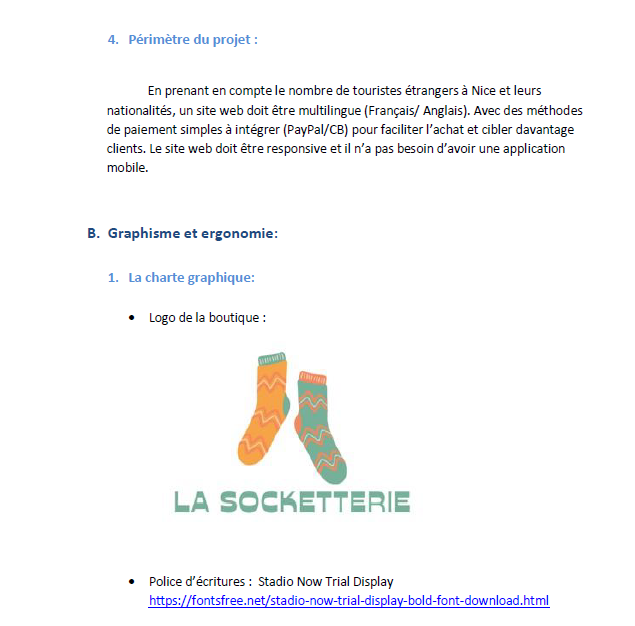 4. Périmètre du projet :
En prenant en compte le nombre de touristes étrangers à Nice et leurs
nationalités, un site web doit être multilingue (Français/ Anglais). Avec des méthodes
de paiement simples à intégrer (PayPal/CB) pour faciliter l’achat et cibler davantage
clients. Le site web doit être responsive et il n’a pas besoin d’avoir une application
mobile.
B. Graphisme et ergonomie:
1. La charte graphique:
• Logo de la boutique :
LA SOCKETTERIE
• Police d’écritures : Stadio Now Trial Display
https://fontsfree.net/stadio-now-trial-display-bold-font-download.html